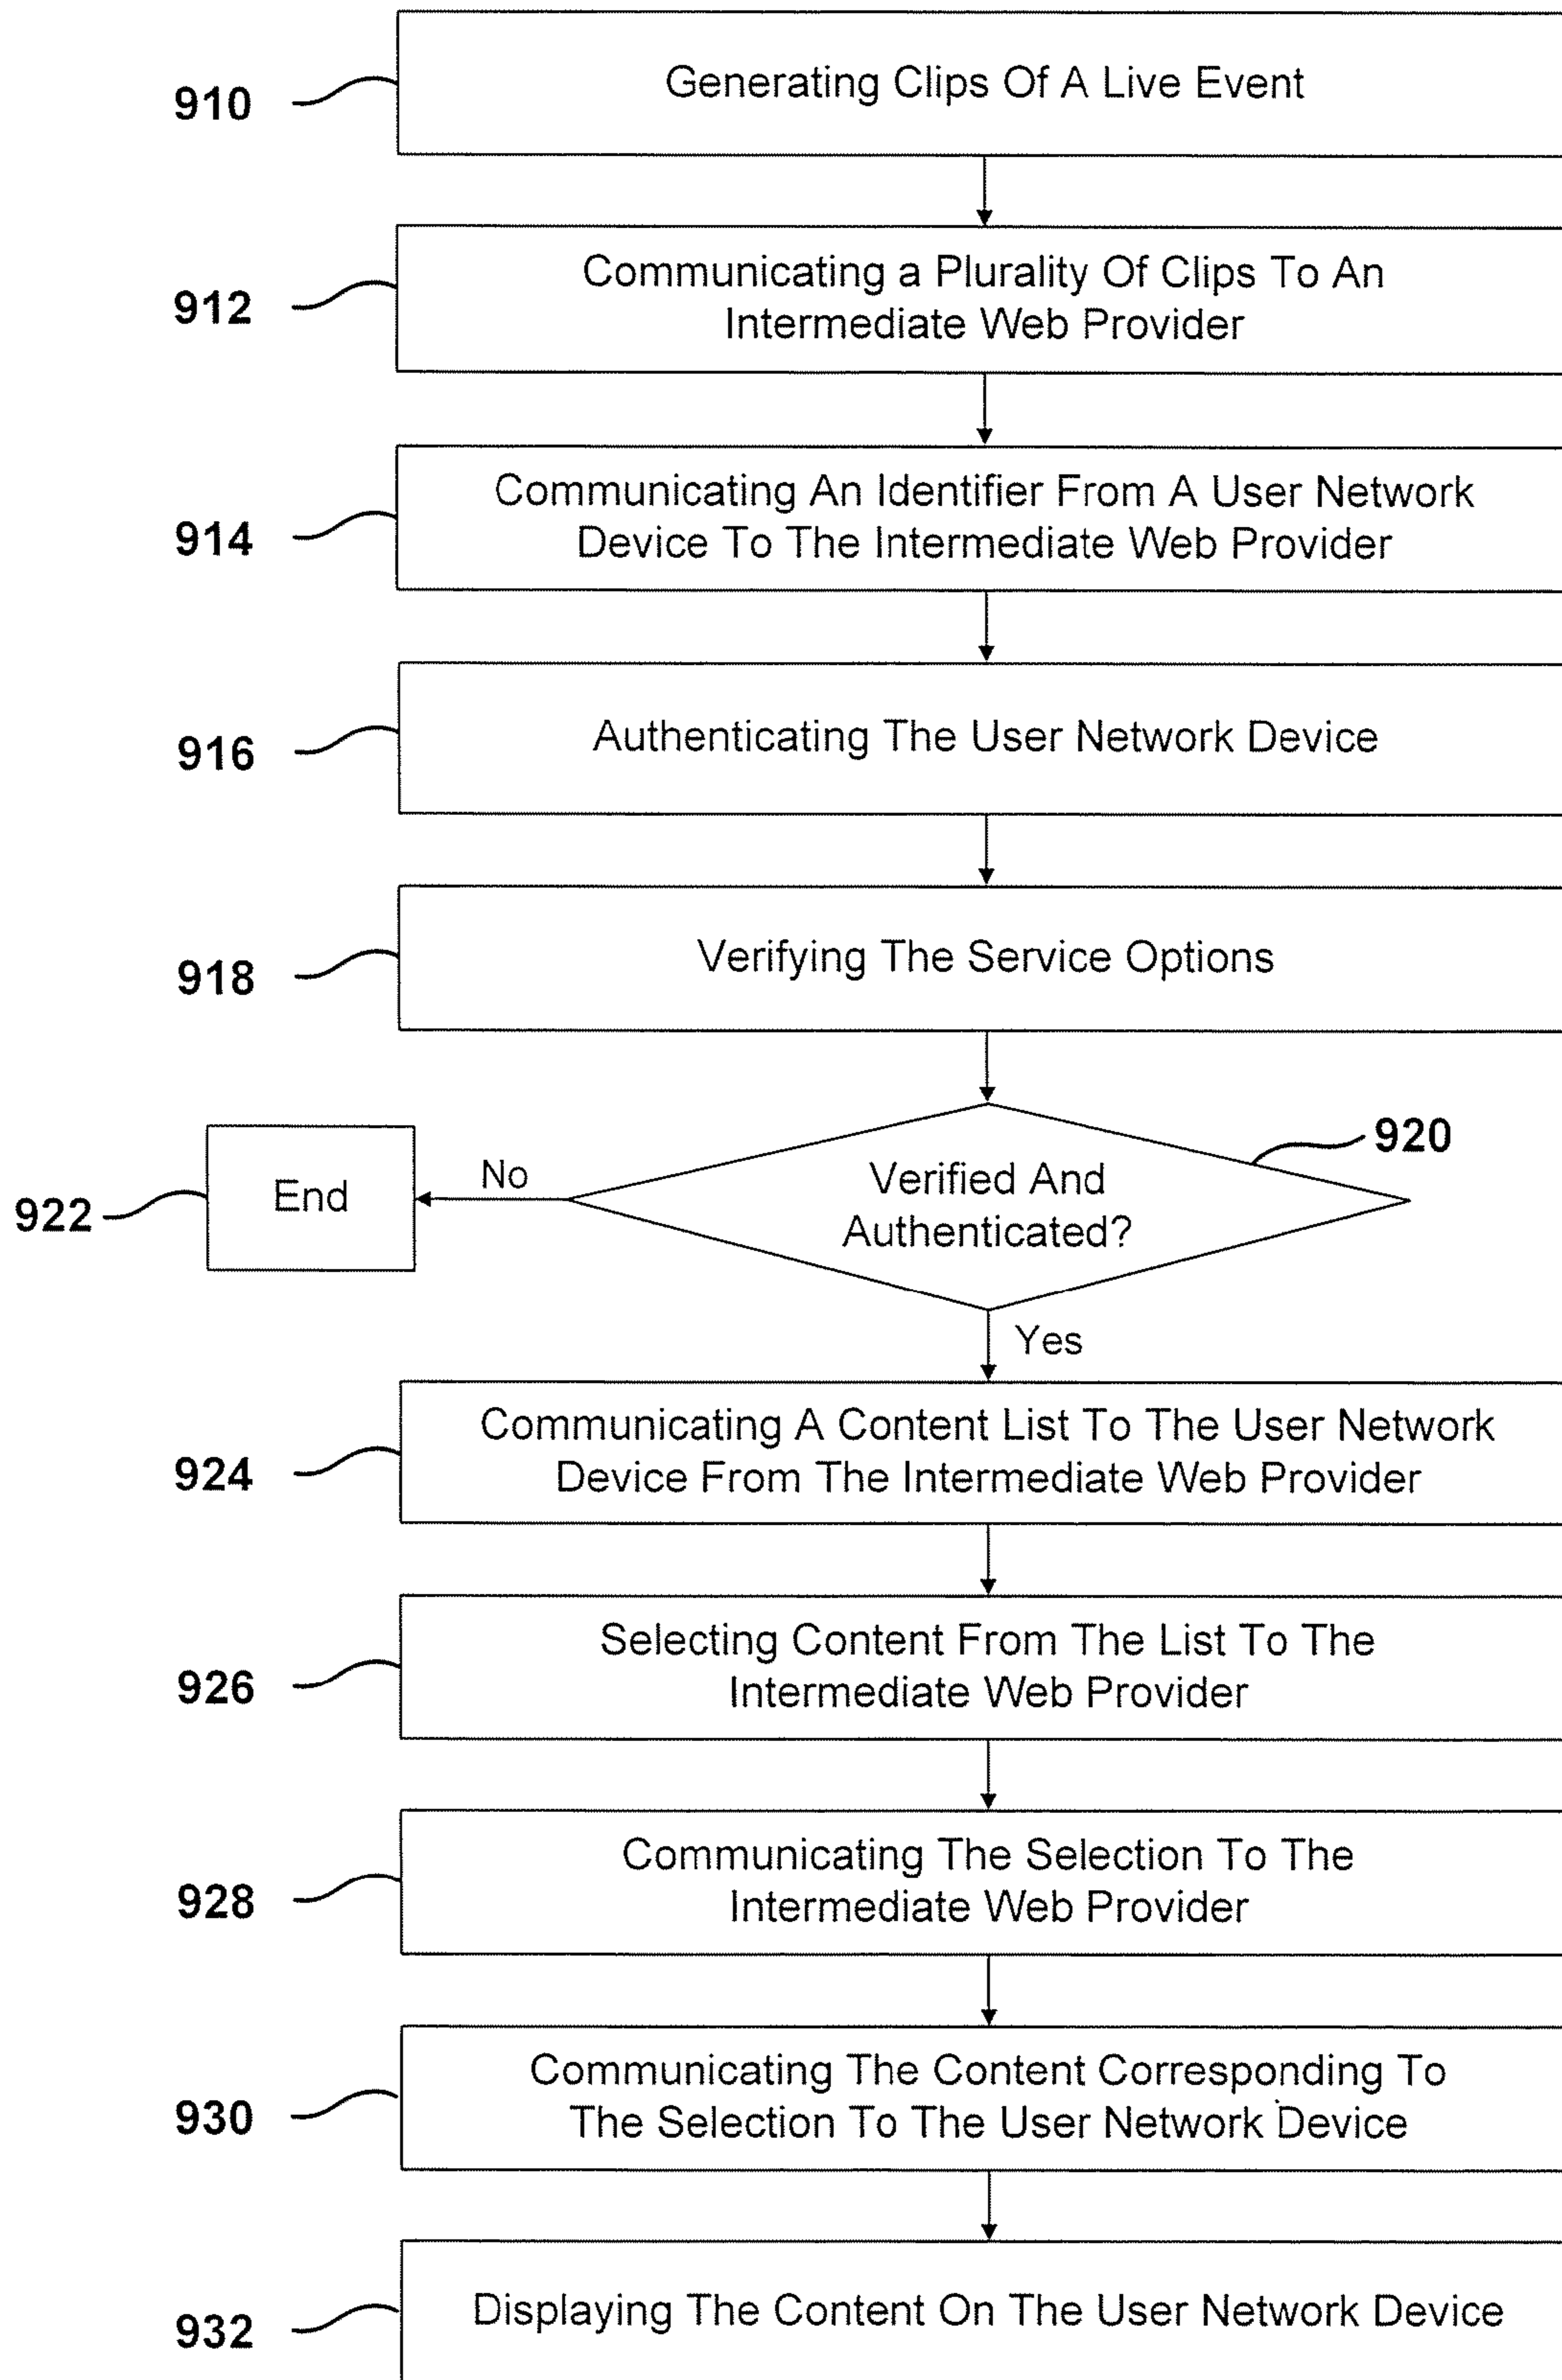 910
Generating Clips Of A Live Event
912
Communicating a Plurality Of Clips To An
Intermediate Web Provider
914
Communicating An Identifier From A User Network
Device To The Intermediate Web Provider
916
Authenticating The User Network Device
918
Verifying The Service Options
920
Verified And
Authenticated?
No
End
922
Yes
924
Communicating A Content List To The User Network
Device From The Intermediate Web Provider
926
Selecting Content From The List To The
Intermediate Web Provider
928
Communicating The Selection To The
Intermediate Web Provider
930
Communicating The Content Corresponding To
The Selection To The User Network Device
932
Displaying The Content On The User Network Device